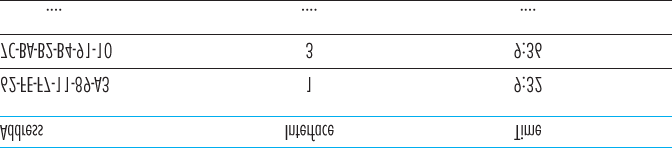 Address Interface Time
62-FE-F7-11-89-A3 1 9:32
7C-BA-B2-B4-91-10 3 9:36
.... .... ....